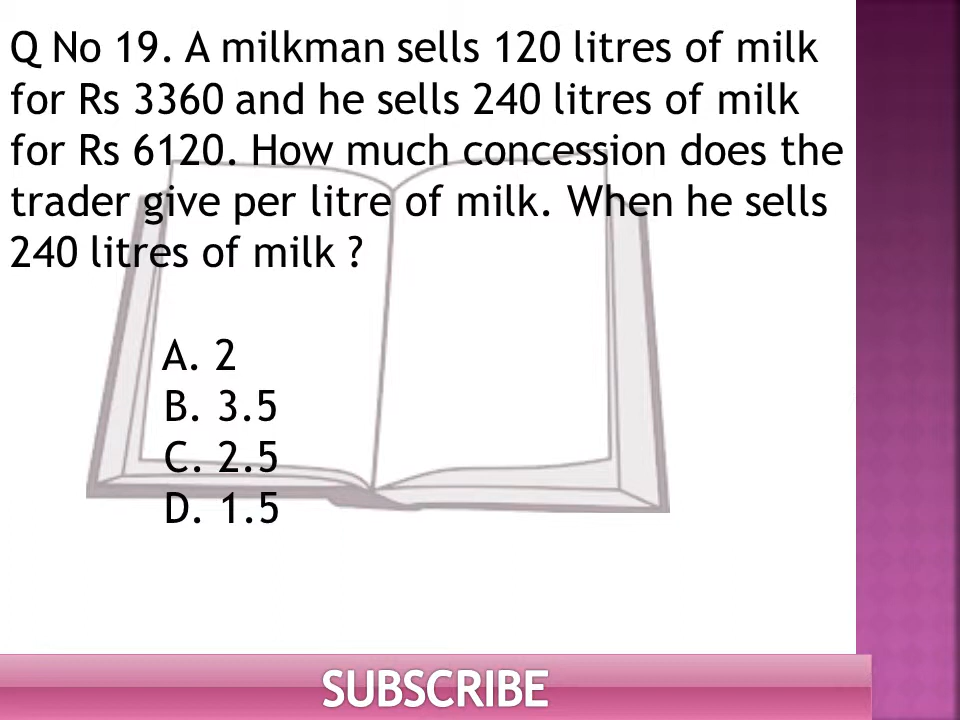 Q No 19. A milkman sells 120 litres of milk
for Rs 3360 and he sells 240 litres of milk
for Rs 6120. How much concession does the
trader give per litre of milk. When he sells
240 litres of milk ?
A. 2
B. 3.5
C. 2.5
D. 1.5
SUBSCRIBE